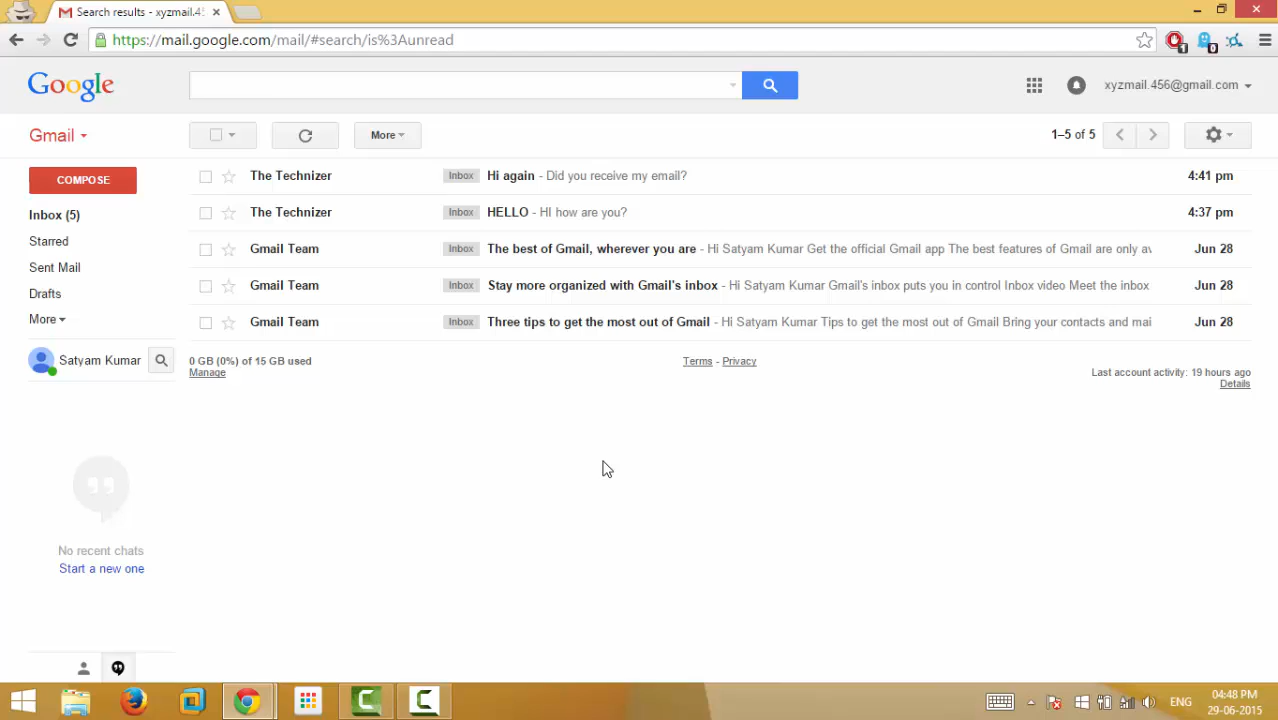 Search results - xyzmail.45
https://mail.google.com/mail/#search/is%3Aunread
1
0
Google
xyzmail.456@gmail.com
Gmail
More
1–5 of 5
COMPOSE
Inbox (5)
Starred
Sent Mail
Drafts
More
Satyam Kumar
The Technizer Inbox Hi again - Did you receive my email? 4:41 pm
The Technizer Inbox HELLO - HI how are you? 4:37 pm
Gmail Team Inbox The best of Gmail, wherever you are - Hi Satyam Kumar Get the official Gmail app The best features of Gmail are only av Jun 28
Gmail Team Inbox Stay more organized with Gmail's inbox - Hi Satyam Kumar Gmail's inbox puts you in control Inbox video Meet the inbox Jun 28
Gmail Team Inbox Three tips to get the most out of Gmail - Hi Satyam Kumar Tips to get the most out of Gmail Bring your contacts and mai Jun 28
0 GB (0%) of 15 GB used
Manage
Terms - Privacy
Last account activity: 19 hours ago
Details
No recent chats
Start a new one
ENG
04:48 PM
29-06-2015